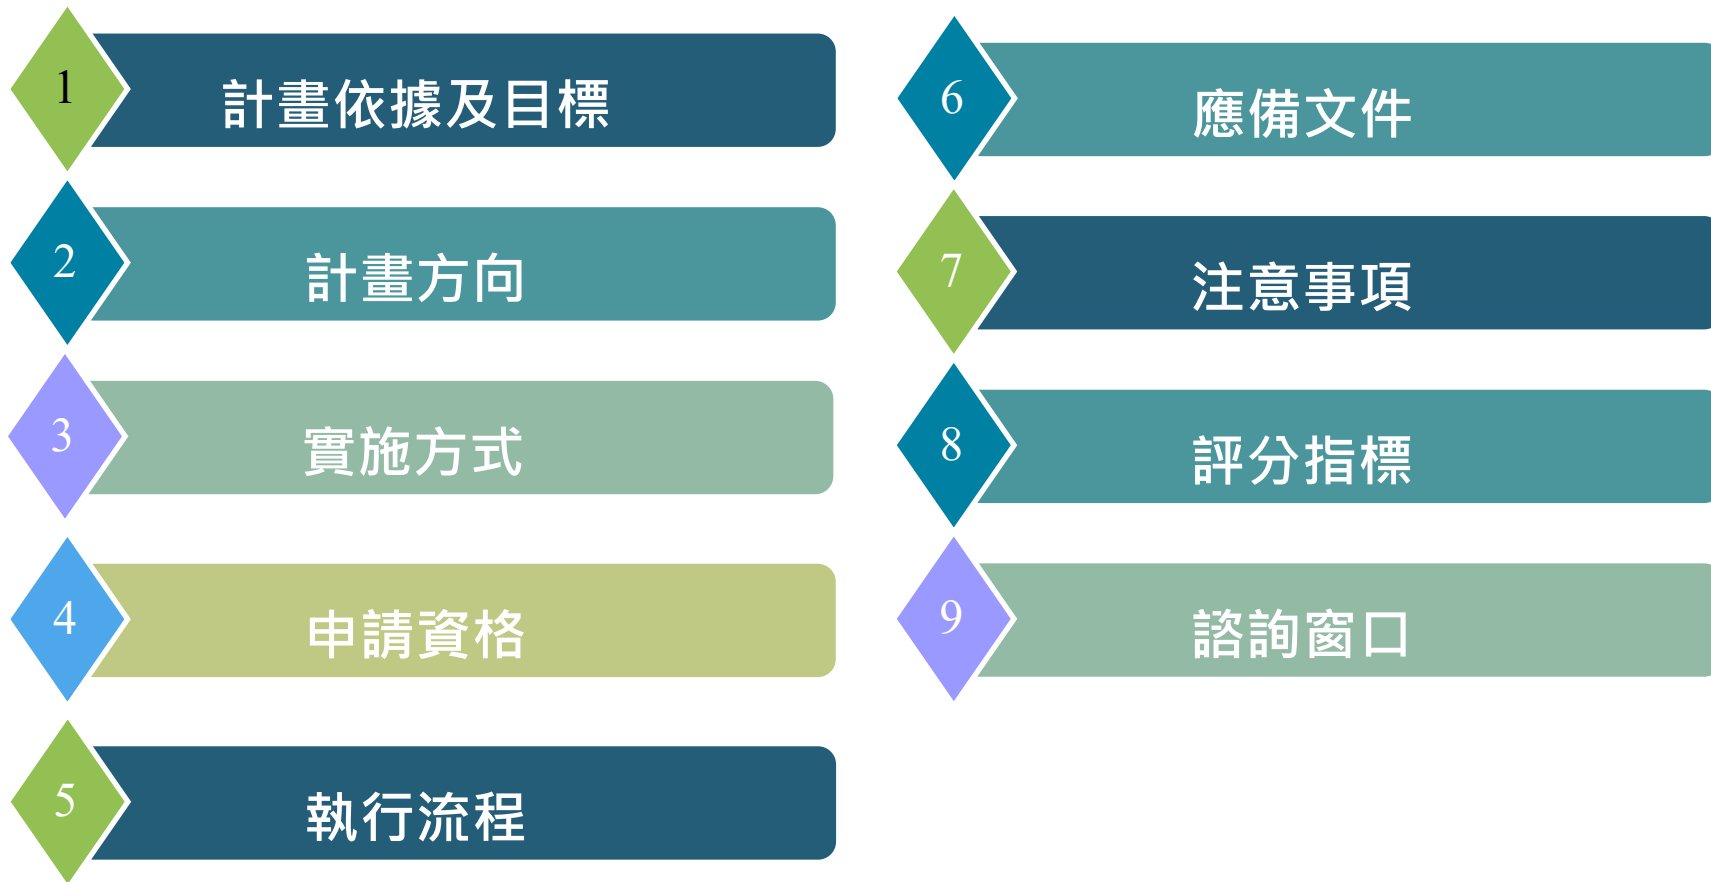 1
計畫依據及目標
2
計畫方向
3
實施方式
4
申請資格
5
執行流程
6
應備文件
7
注意事項
8
評分指標
9
諮詢窗口